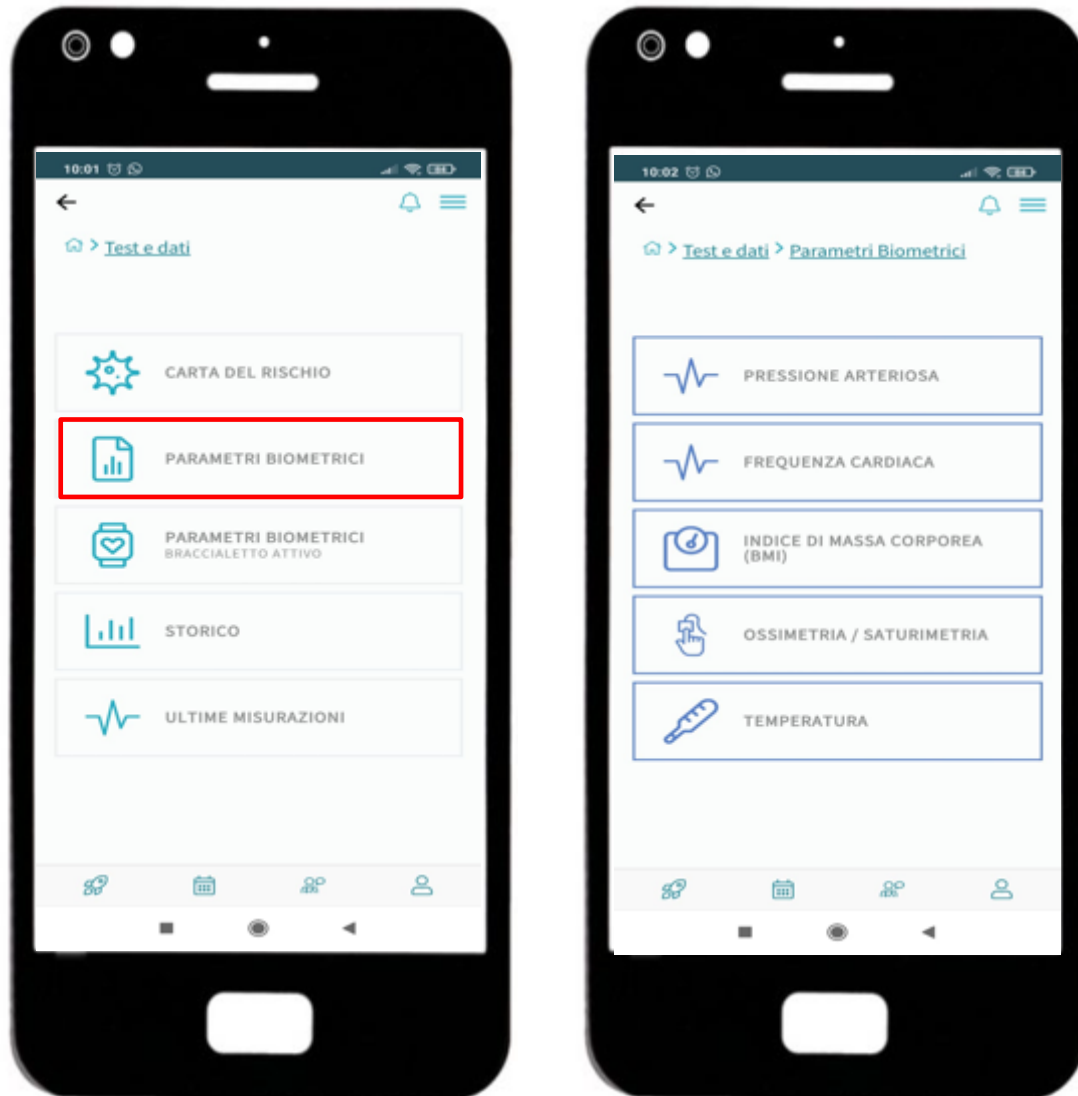 10:01
Test e dati
CARTA DEL RISCHIO
PARAMETRI BIOMETRICI
PARAMETRI BIOMETRICI
BRACCIALETTO ATTIVO
STORICO
ULTIME MISURAZIONI
10:02
Test e dati > Parametri Biometrici
PRESSIONE ARTERIOSA
FREQUENZA CARDIACA
INDICE DI MASSA CORPOREA
(BMI)
OSSIMETRIA / SATURIMETRIA
TEMPERATURA